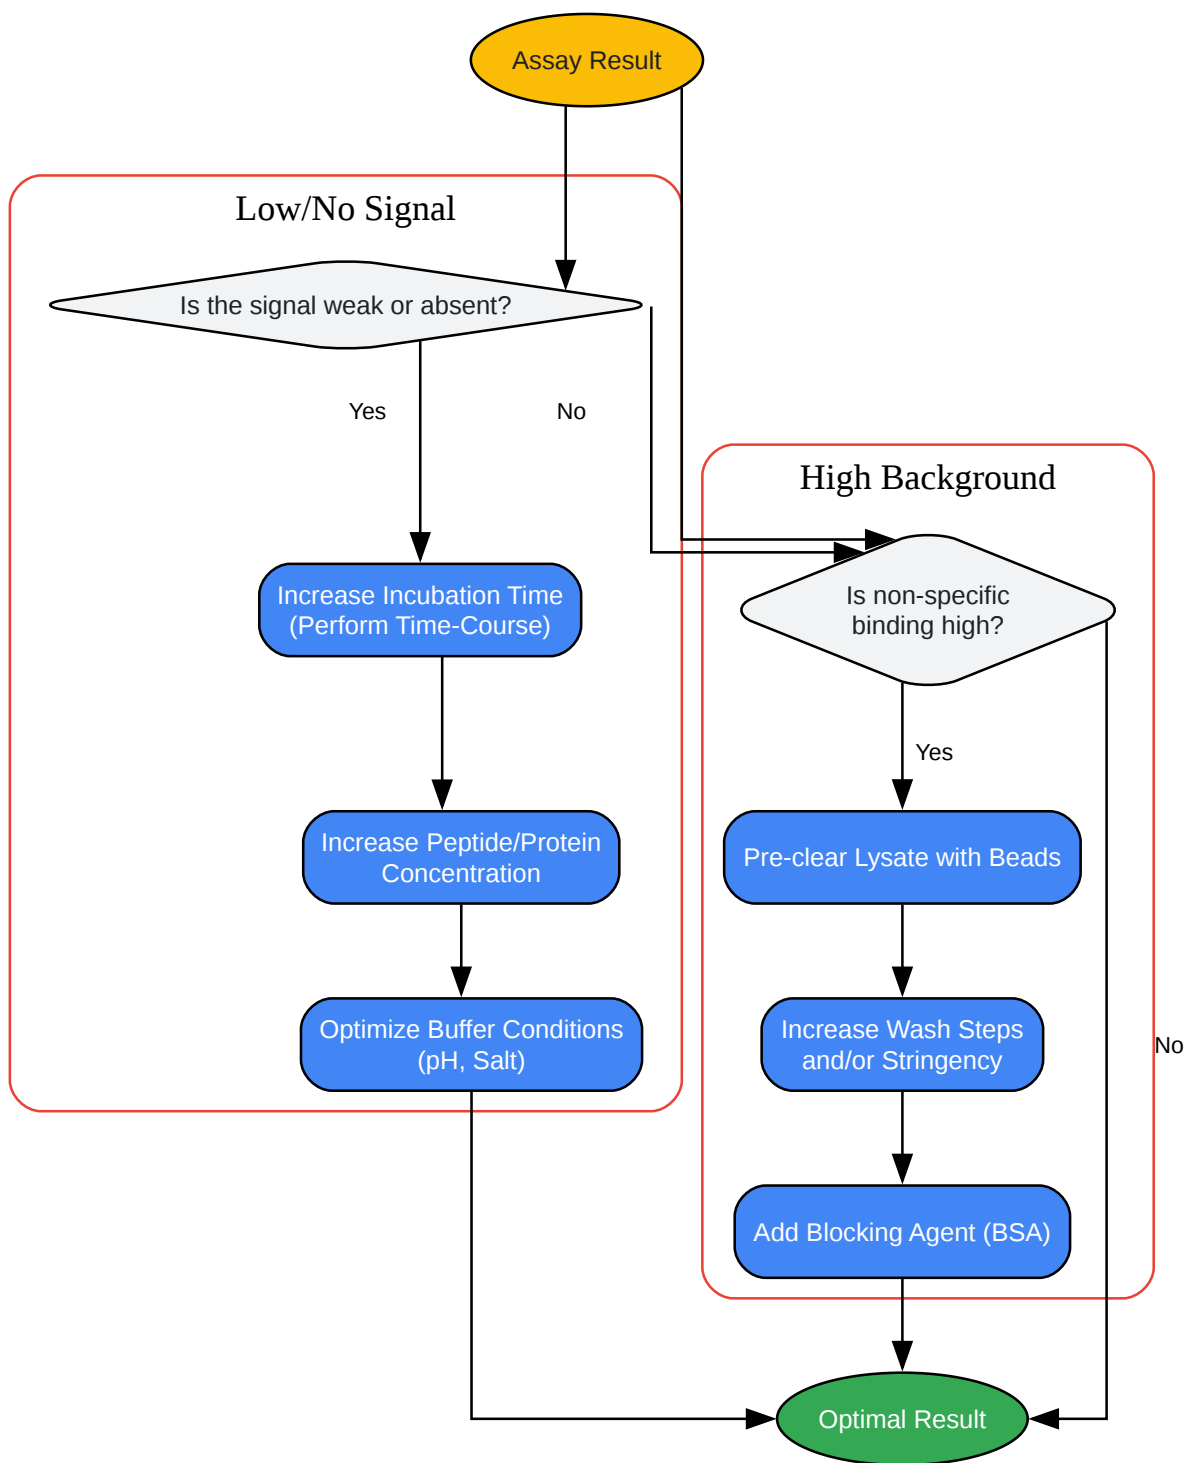 Assay Result
Low/No Signal
Is the signal weak or absent?
Yes
No
High Background
Increase Incubation Time
(Perform Time-Course)
Is non-specific
binding high?
Yes
Increase Peptide/Protein
Concentration
Pre-clear Lysate with Beads
Optimize Buffer Conditions
(pH, Salt)
Increase Wash Steps
and/or Stringency
No
Add Blocking Agent (BSA)
Optimal Result